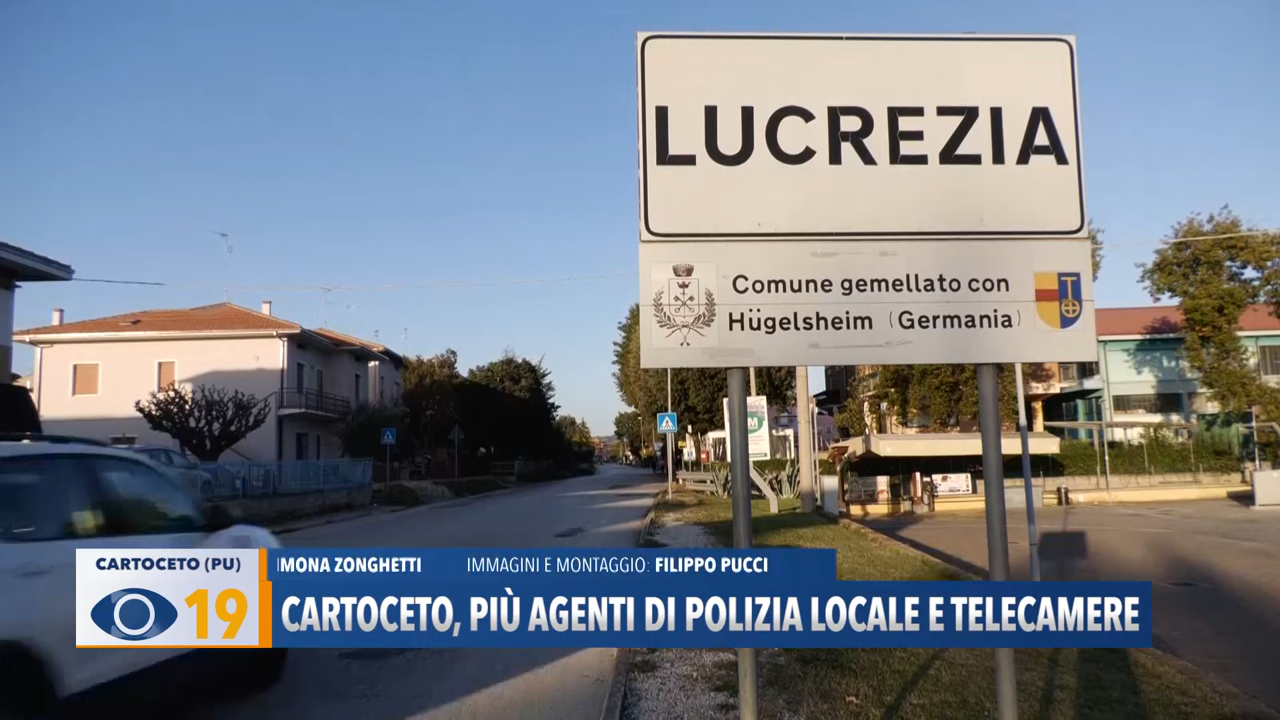 LUCREZIA
Comune gemellato con
Hügelsheim (Germania)
CARTOCETO (PU)
MONA ZONGHETTI IMMAGINI E MONTAGGIO: FILIPPO PUCCI
19
CARTOCETO, PIÙ AGENTI DI POLIZIA LOCALE E TELECAMERE